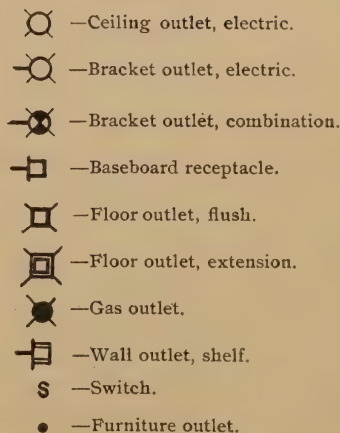 —Ceiling outlet, electric.
—Bracket outlet, electric.
—Bracket outlet, combination.
—Baseboard receptacle.
—Floor outlet, flush.
—Floor outlet, extension.
—Gas outlet.
—Wall outlet, shelf.
S —Switch.
—Furniture outlet.